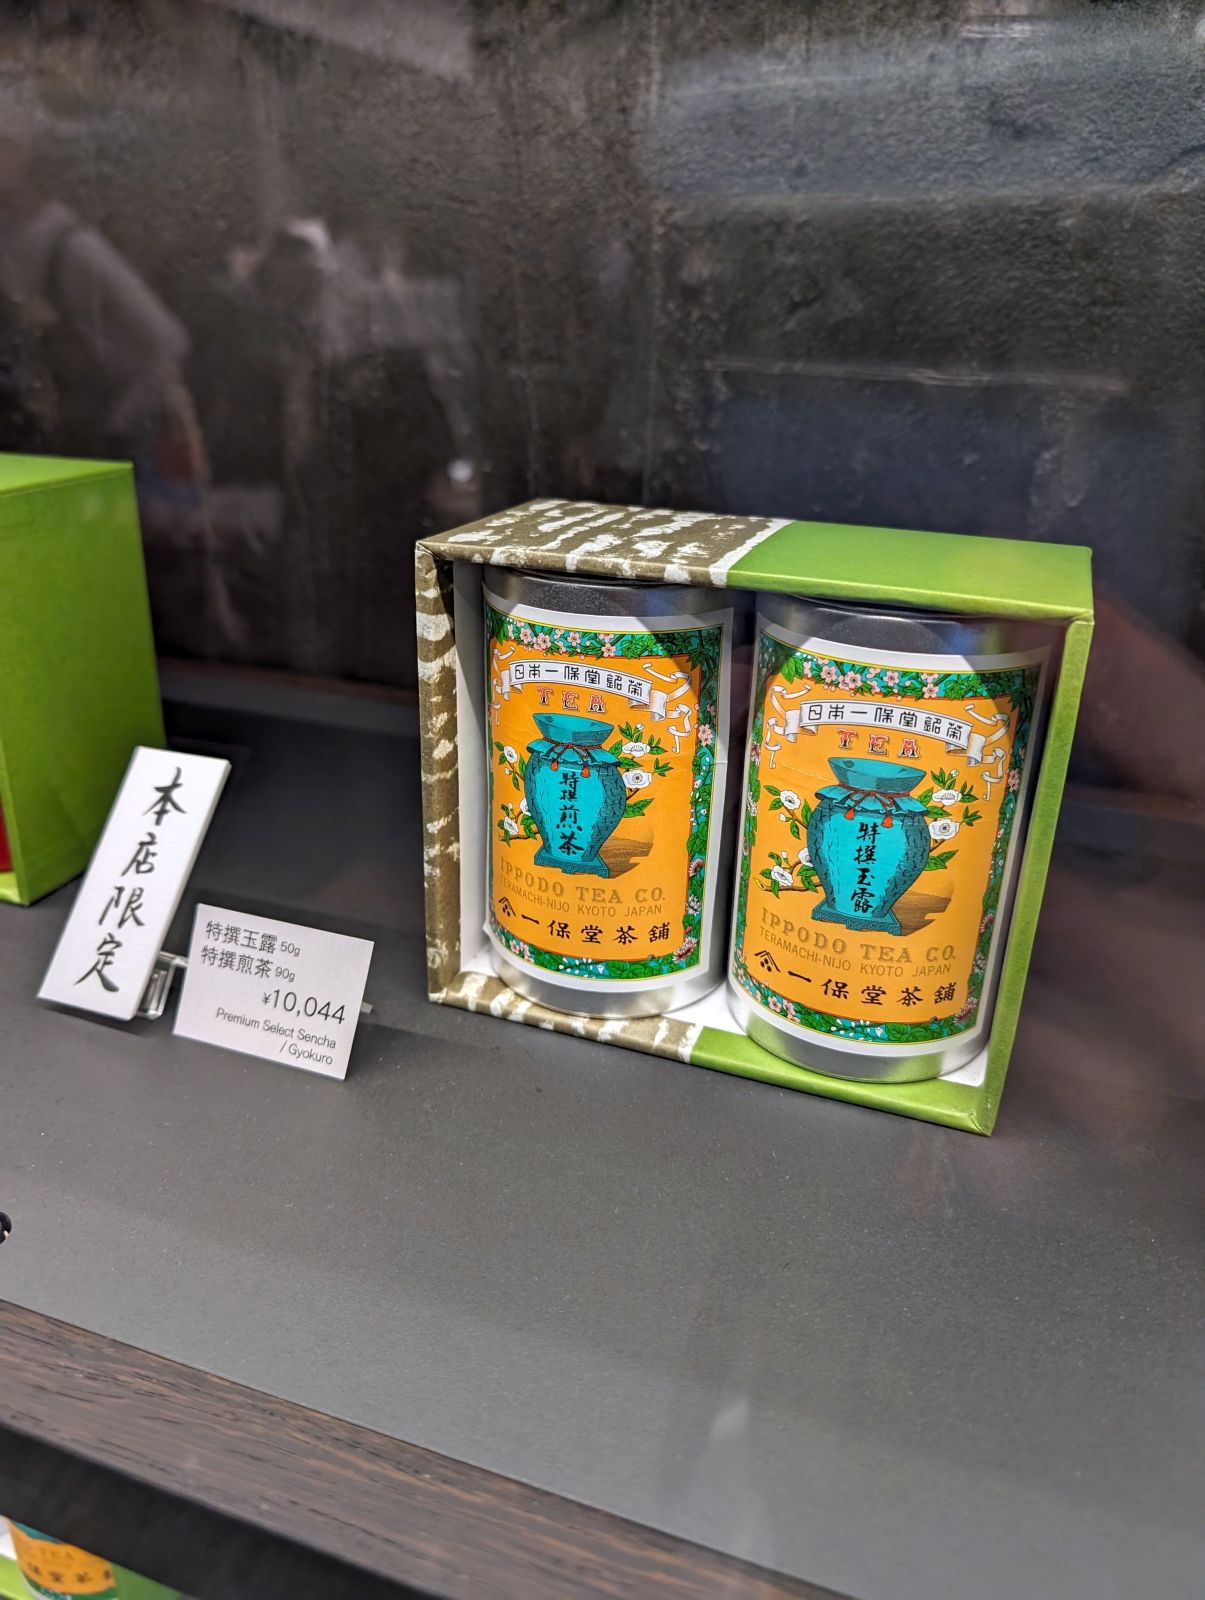 本店限定
特撰玉露 50g
特撰煎茶 90g
¥10,044
Premium Select Sencha
/ Gyokuro
日本一保堂銘茶
TEA
特撰煎茶
IPPODO TEA CO.
TERAMACHI-NIJO KYOTO JAPAN
一保堂茶舖
日本一保堂銘茶
TEA
特撰玉露
IPPODO TEA CO.
TERAMACHI-NIJO KYOTO JAPAN
一保堂茶舖
TEA